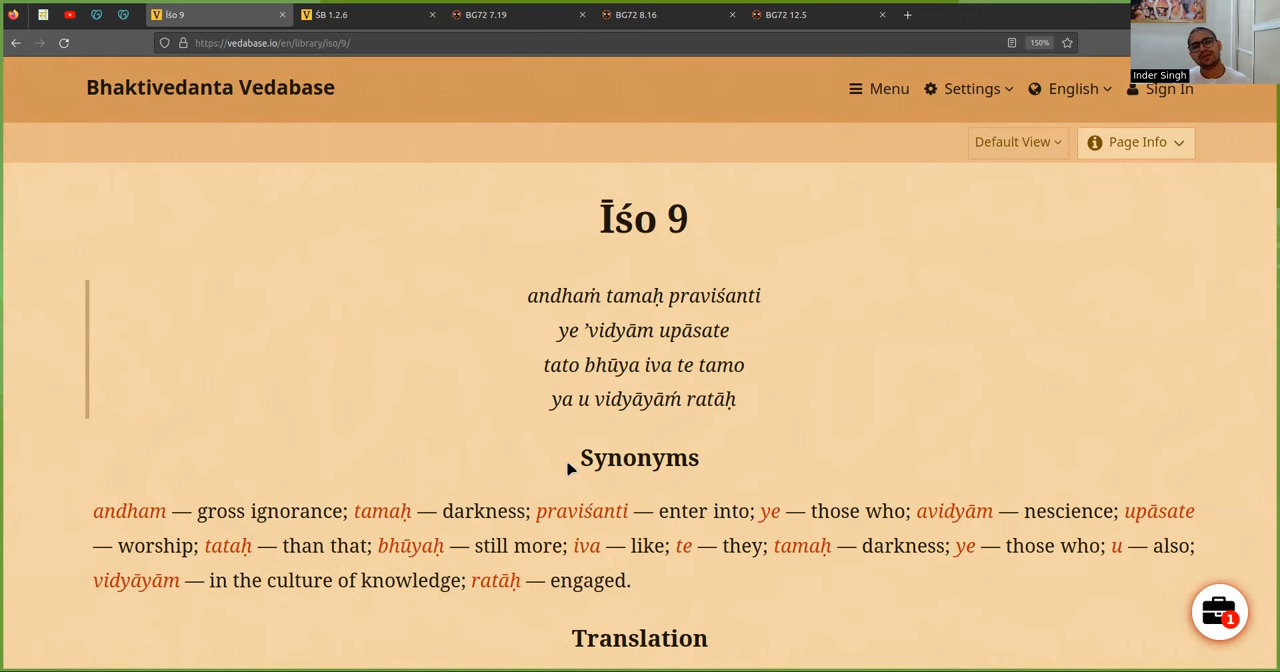 Īśo 9
ŚB 1.2.6
BG72 7.19
BG72 8.16
BG72 12.5
https://vedabase.io/en/library/iso/9/
150%
Inder Singh
Bhaktivedanta Vedabase
Menu
Settings
English
Sign In
Default View
Page Info
Īśo 9
andhaṁ tamaḥ praviśanti
ye ’vidyām upāsate
tato bhūya iva te tamo
ya u vidyāyāḿ ratāḥ
Synonyms
andham — gross ignorance; tamaḥ — darkness; praviśanti — enter into; ye — those who; avidyām — nescience; upāsate
— worship; tataḥ — than that; bhūyaḥ — still more; iva — like; te — they; tamaḥ — darkness; ye — those who; u — also;
vidyāyām — in the culture of knowledge; ratāḥ — engaged.
1
Translation